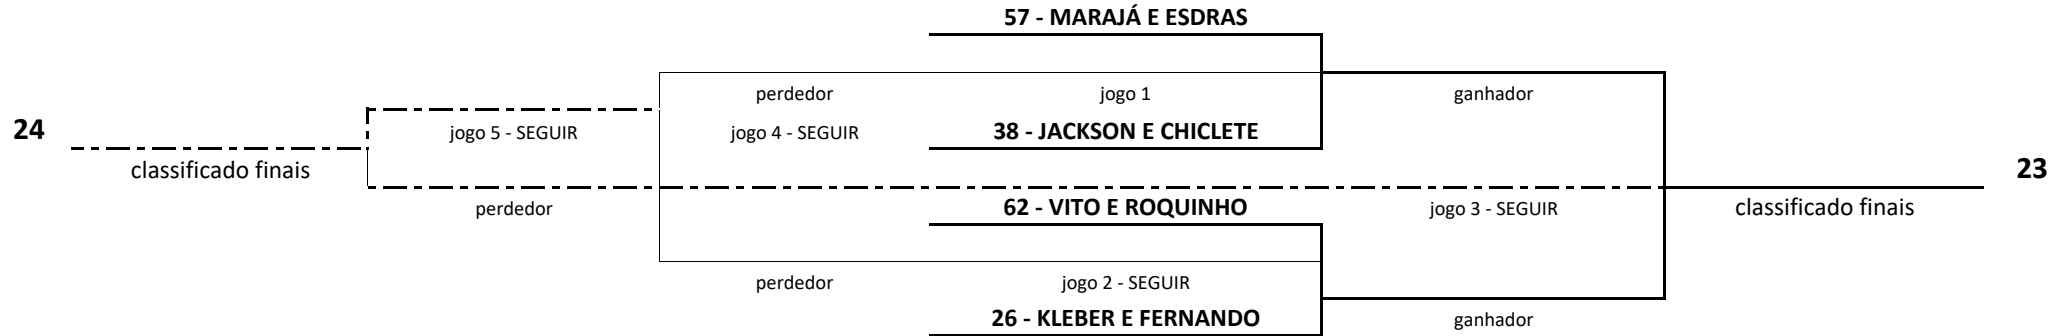 57 - MARAJÁ E ESDRAS
perdedor jogo 1 ganhador
24 jogo 5 - SEGUIR jogo 4 - SEGUIR 38 - JACKSON E CHICLETE
classificado finais 23
perdedor 62 - VITO E ROQUINHO jogo 3 - SEGUIR classificado finais
perdedor jogo 2 - SEGUIR
26 - KLEBER E FERNANDO ganhador